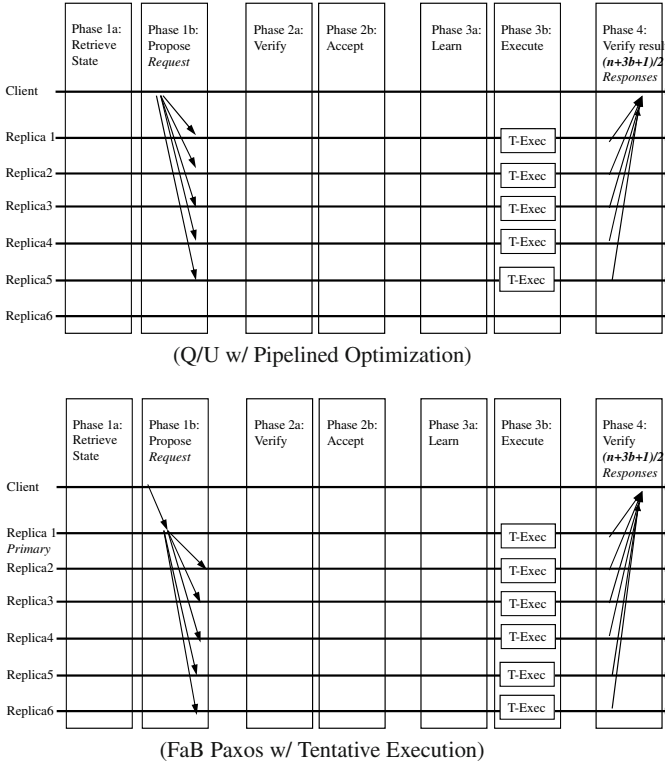 Phase 1a:
Retrieve
State
Phase 1b:
Propose
Request
Phase 2a:
Verify
Phase 2b:
Accept
Phase 3a:
Learn
Phase 3b:
Execute
Phase 4:
Verify resul
(n+3b+1)/2
Responses
Client
Replica 1
T-Exec
Replica2
T-Exec
Replica3
T-Exec
Replica4
T-Exec
Replica5
T-Exec
Replica6
(Q/U w/ Pipelined Optimization)
Phase 1a:
Retrieve
State
Phase 1b:
Propose
Request
Phase 2a:
Verify
Phase 2b:
Accept
Phase 3a:
Learn
Phase 3b:
Execute
Phase 4:
Verify
(n+3b+1)/2
Responses
Client
Replica 1
Primary
T-Exec
Replica2
T-Exec
Replica3
T-Exec
Replica4
T-Exec
Replica5
T-Exec
Replica6
T-Exec
(FaB Paxos w/ Tentative Execution)